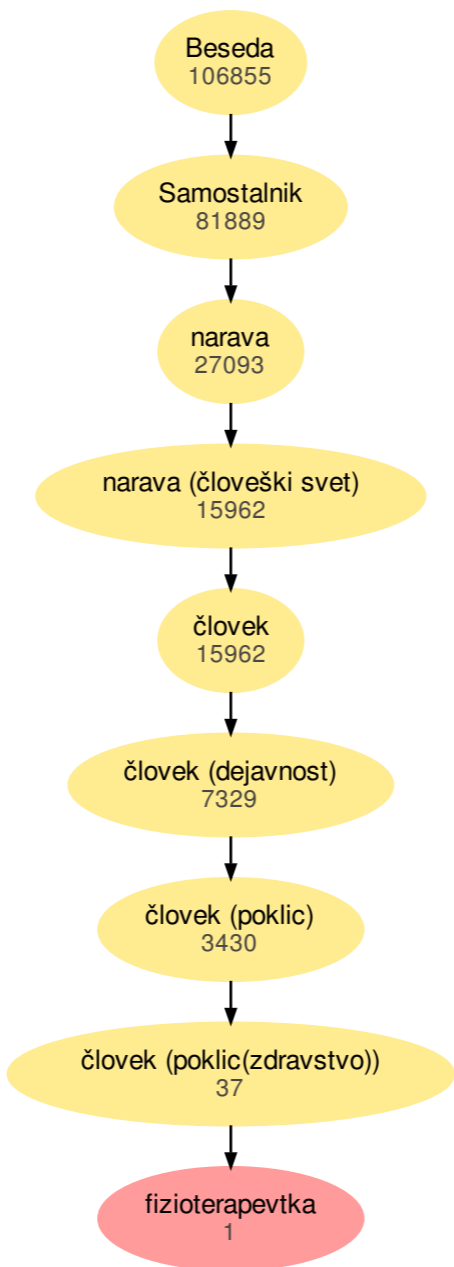 Beseda
106855
Samostalnik
81889
narava
27093
narava (človeški svet)
15962
človek
15962
človek (dejavnost)
7329
človek (poklic)
3430
človek (poklic(zdravstvo))
37
fizioterapevtka
1